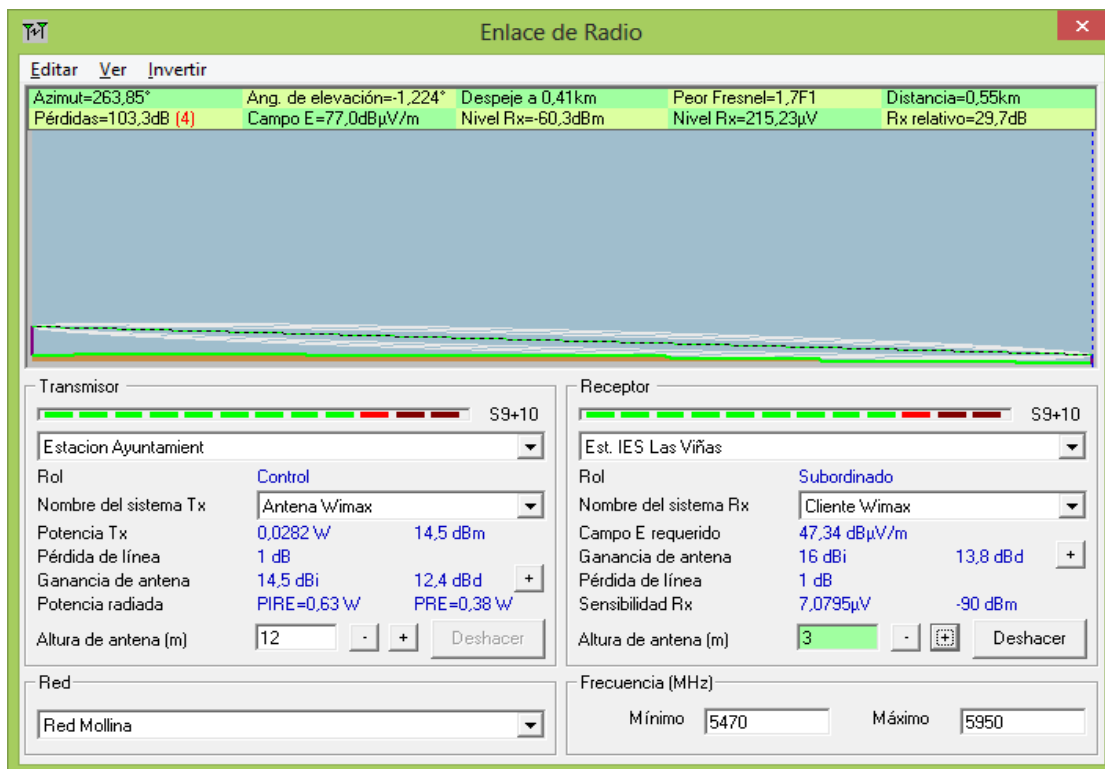 Enlace de Radio
Editar Ver Invertir
Azimut=263,85° Ang. de elevación=-1,224° Despeje a 0,41km Peor Fresnel=1,7F1 Distancia=0,55km
Pérdidas=103,3dB (4) Campo E=77,0dBµV/m Nivel Rx=-60,3dBm Nivel Rx=215,23µV Rx relativo=29,7dB
Transmisor
S9+10
Estacion Ayuntamient
Rol Control
Nombre del sistema Tx Antena Wimax
Potencia Tx 0,0282 W 14,5 dBm
Pérdida de línea 1 dB
Ganancia de antena 14,5 dBi 12,4 dBd +
Potencia radiada PIRE=0,63 W PRE=0,38 W
Altura de antena (m) 12 - + Deshacer
Red
Red Mollina
Receptor
S9+10
Est. IES Las Viñas
Rol Subordinado
Nombre del sistema Rx Cliente Wimax
Campo E requerido 47,34 dBµV/m
Ganancia de antena 16 dBi 13,8 dBd +
Pérdida de línea 1 dB
Sensibilidad Rx 7,0795µV -90 dBm
Altura de antena (m) 3 - + Deshacer
Frecuencia (MHz)
Mínimo 5470 Máximo 5950